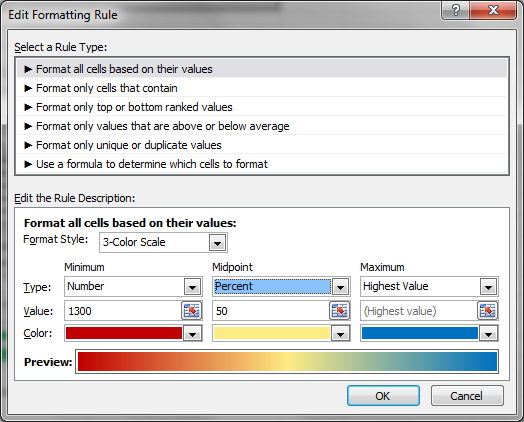 Edit Formatting Rule
Select a Rule Type:
► Format all cells based on their values
► Format only cells that contain
► Format only top or bottom ranked values
► Format only values that are above or below average
► Format only unique or duplicate values
► Use a formula to determine which cells to format
Edit the Rule Description:
Format all cells based on their values:
Format Style: 3-Color Scale
Minimum Midpoint Maximum
Type: Number Percent Highest Value
Value: 1300 50 (Highest value)
Color:
Preview:
OK Cancel